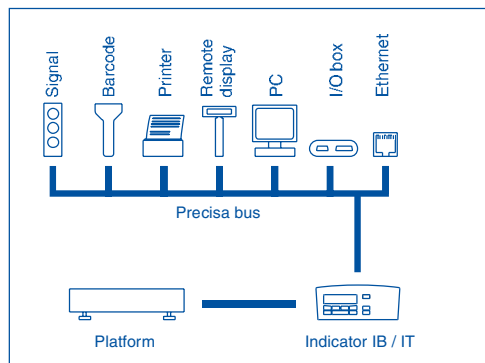 Signal
Barcode
Printer
Remote
display
PC
I/O box
Ethernet
Precisa bus
Platform
Indicator IB / IT